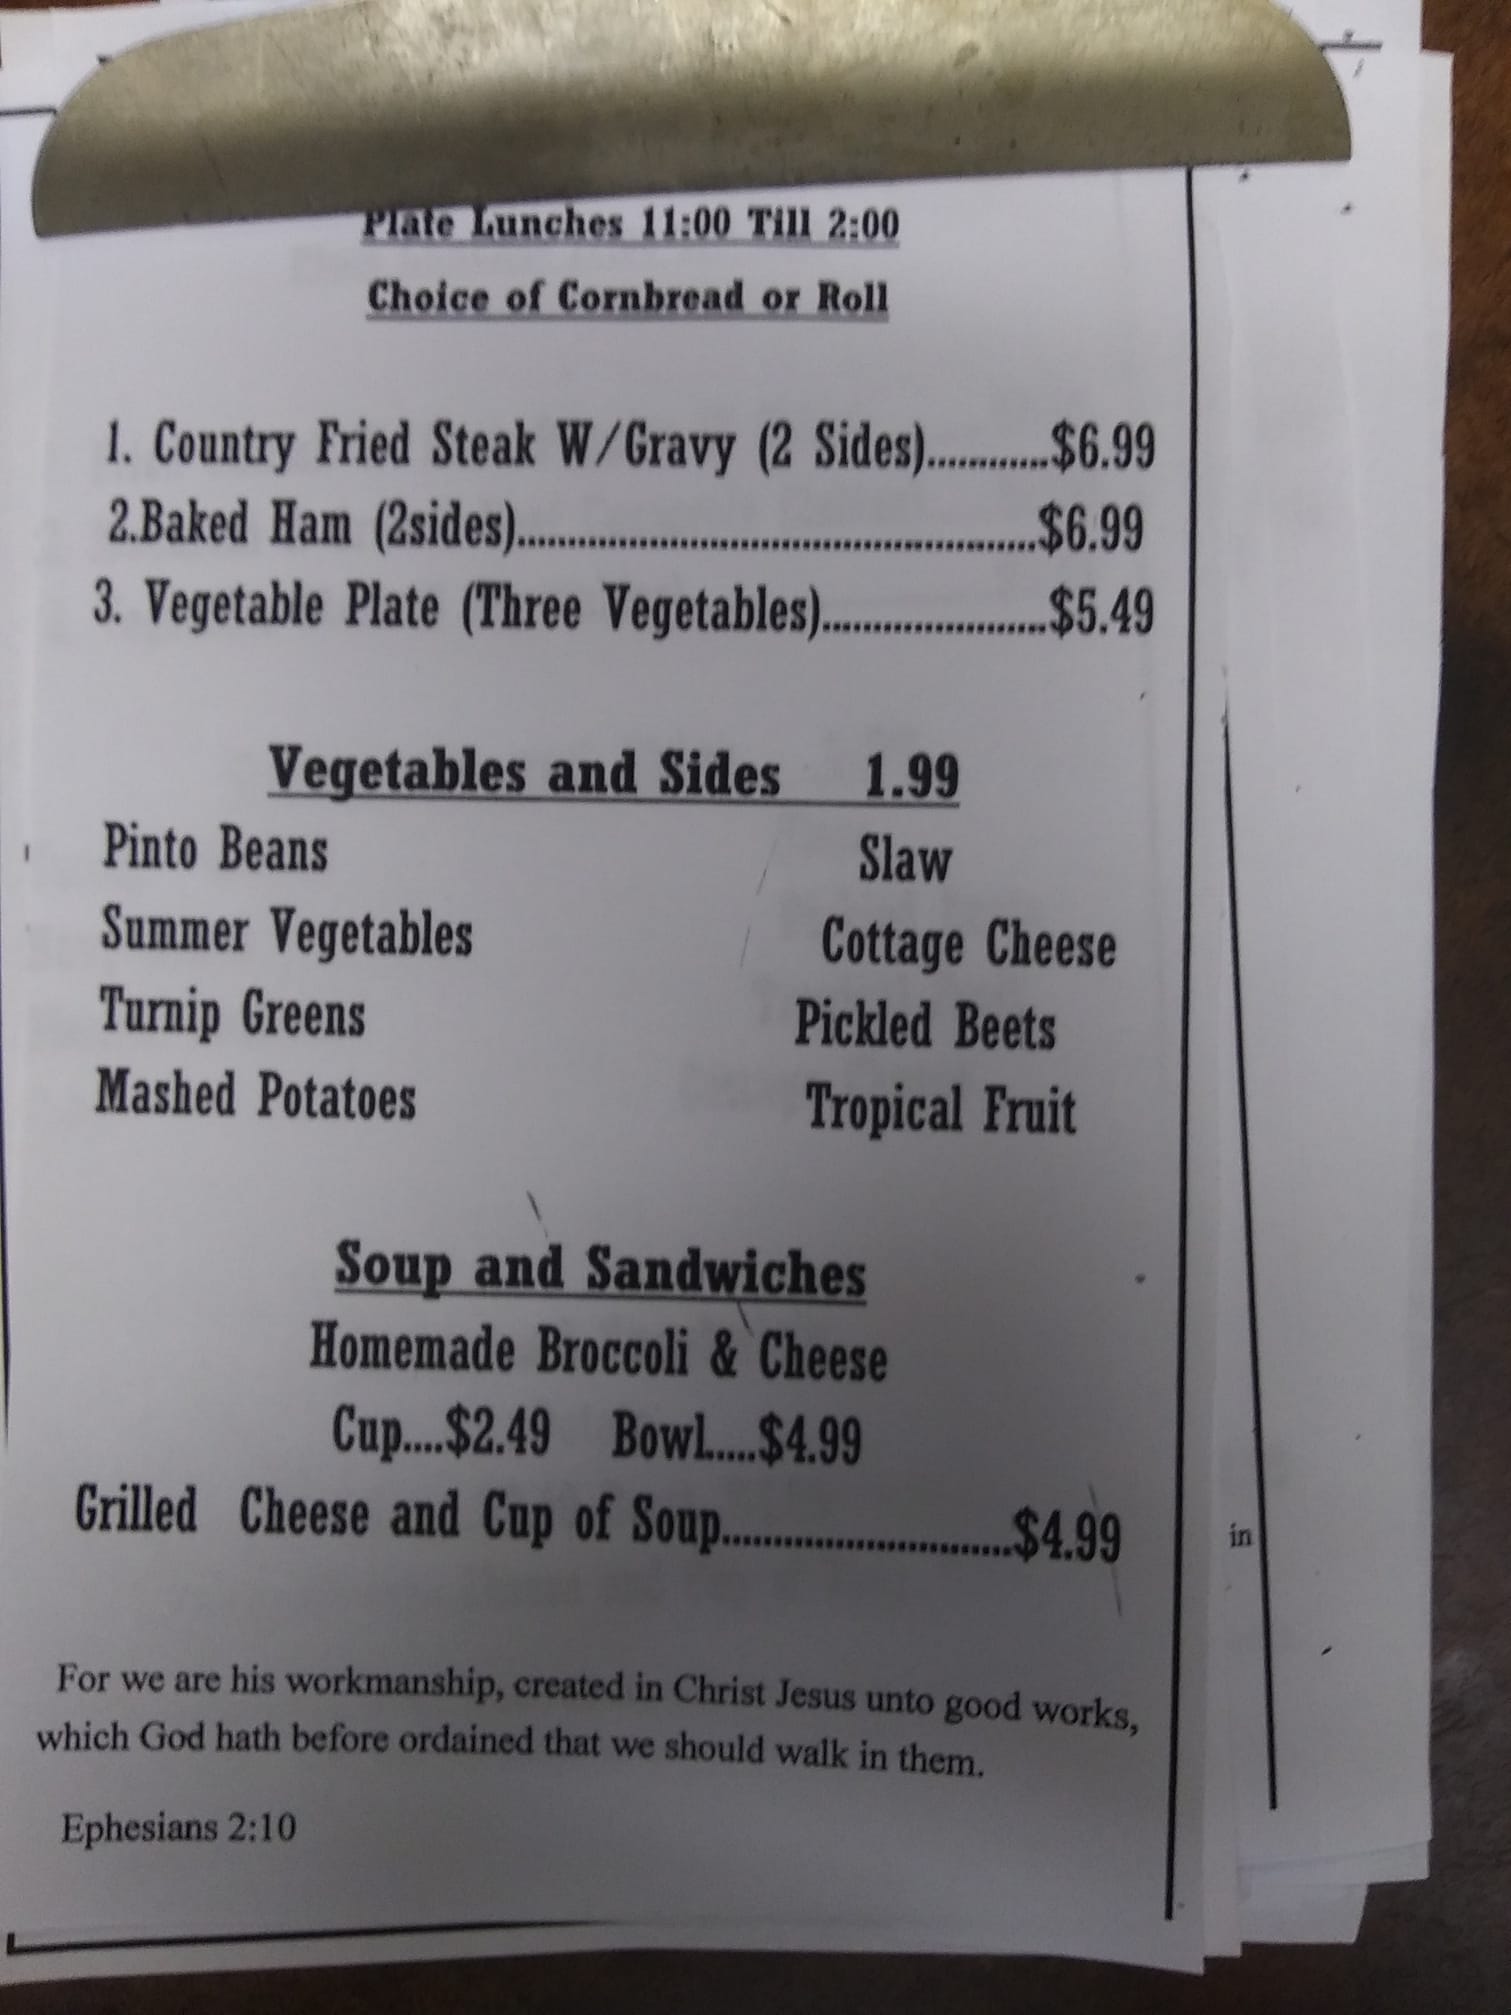 Plate Lunches 11:00 Till 2:00
Choice of Cornbread or Roll
1. Country Fried Steak W/Gravy (2 Sides)............$6.99
2.Baked Ham (2sides)....................................................$6.99
3. Vegetable Plate (Three Vegetables)......................$5.49
Vegetables and Sides 1.99
Pinto Beans Slaw
Summer Vegetables Cottage Cheese
Turnip Greens Pickled Beets
Mashed Potatoes Tropical Fruit
Soup and Sandwiches
Homemade Broccoli & Cheese
Cup....$2.49 Bowl.....$4.99
Grilled Cheese and Cup of Soup.............................$4.99
in
For we are his workmanship, created in Christ Jesus unto good works,
which God hath before ordained that we should walk in them.
Ephesians 2:10